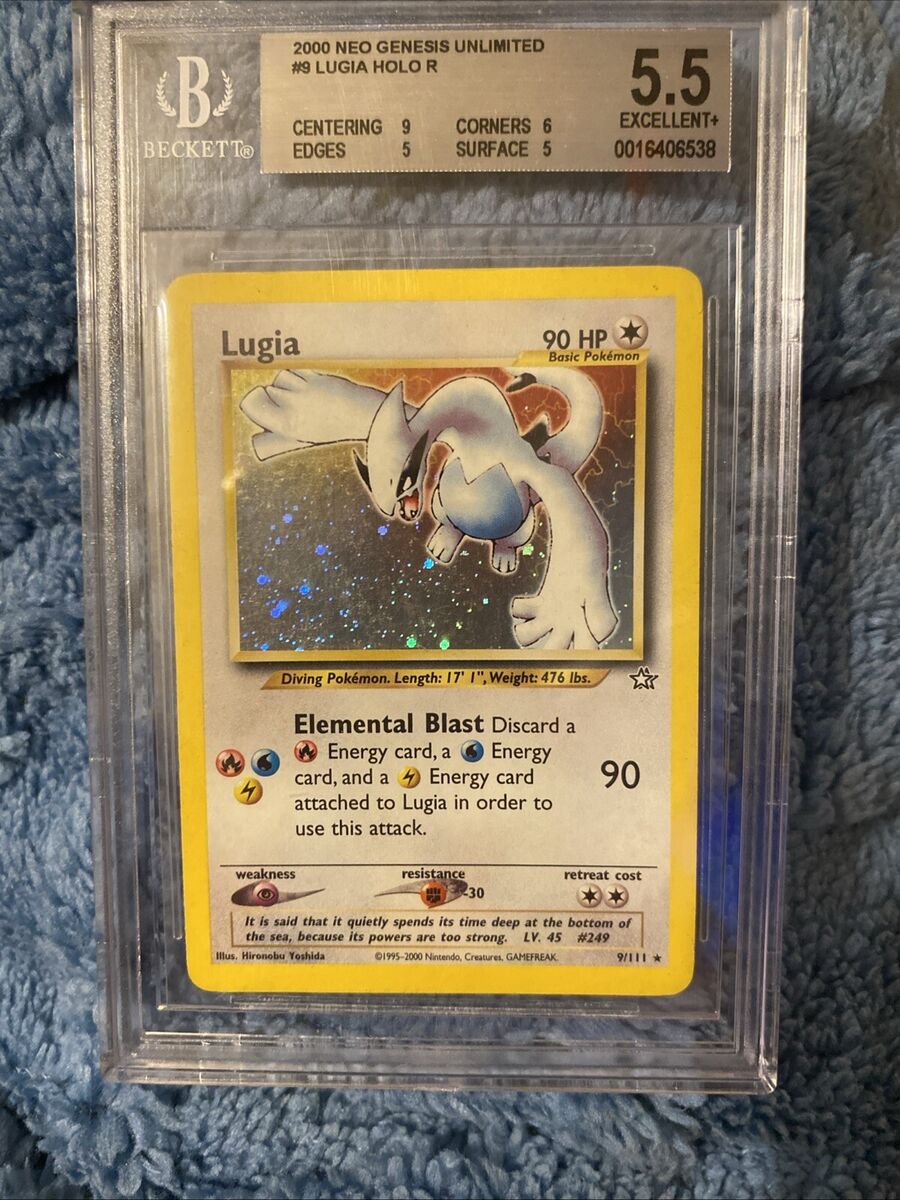 B
BECKETT®
2000 NEO GENESIS UNLIMITED
#9 LUGIA HOLO R
CENTERING 9 CORNERS 6
EDGES 5 SURFACE 5
5.5
EXCELLENT+
0016406538
Lugia 90 HP
Basic Pokémon
Diving Pokémon. Length: 17' 1", Weight: 476 lbs.
Elemental Blast Discard a
Energy card, a Energy
card, and a Energy card
attached to Lugia in order to
use this attack.
90
weakness resistance retreat cost
-30
It is said that it quietly spends its time deep at the bottom of
the sea, because its powers are too strong. LV. 45 #249
Illus. Hironobu Yoshida ©1995-2000 Nintendo, Creatures, GAMEFREAK. 9/111 ★